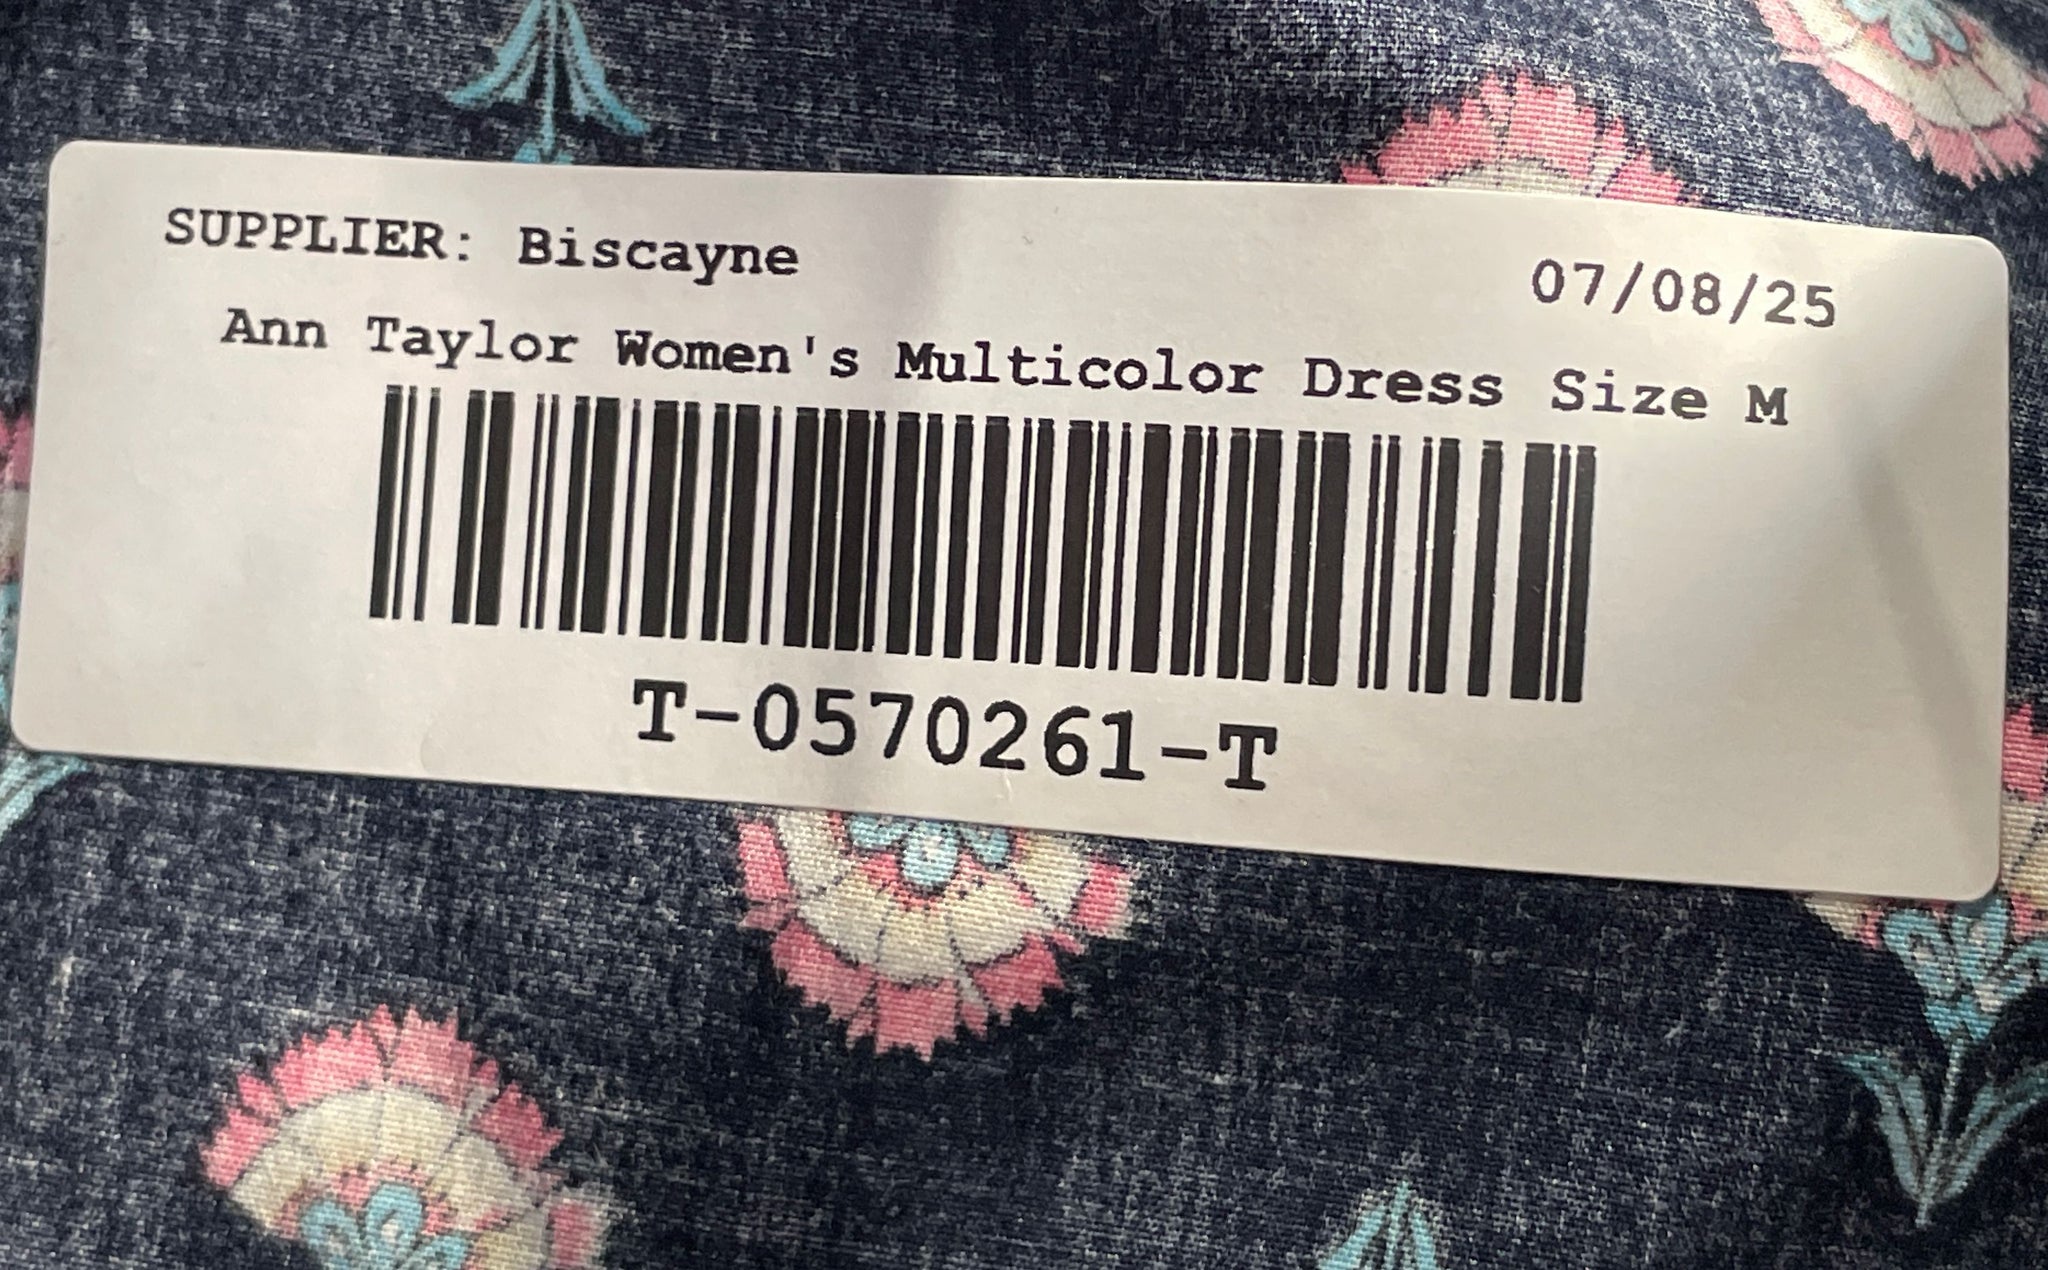 SUPPLIER: Biscayne 07/08/25
Ann Taylor Women's Multicolor Dress Size M
T-0570261-T